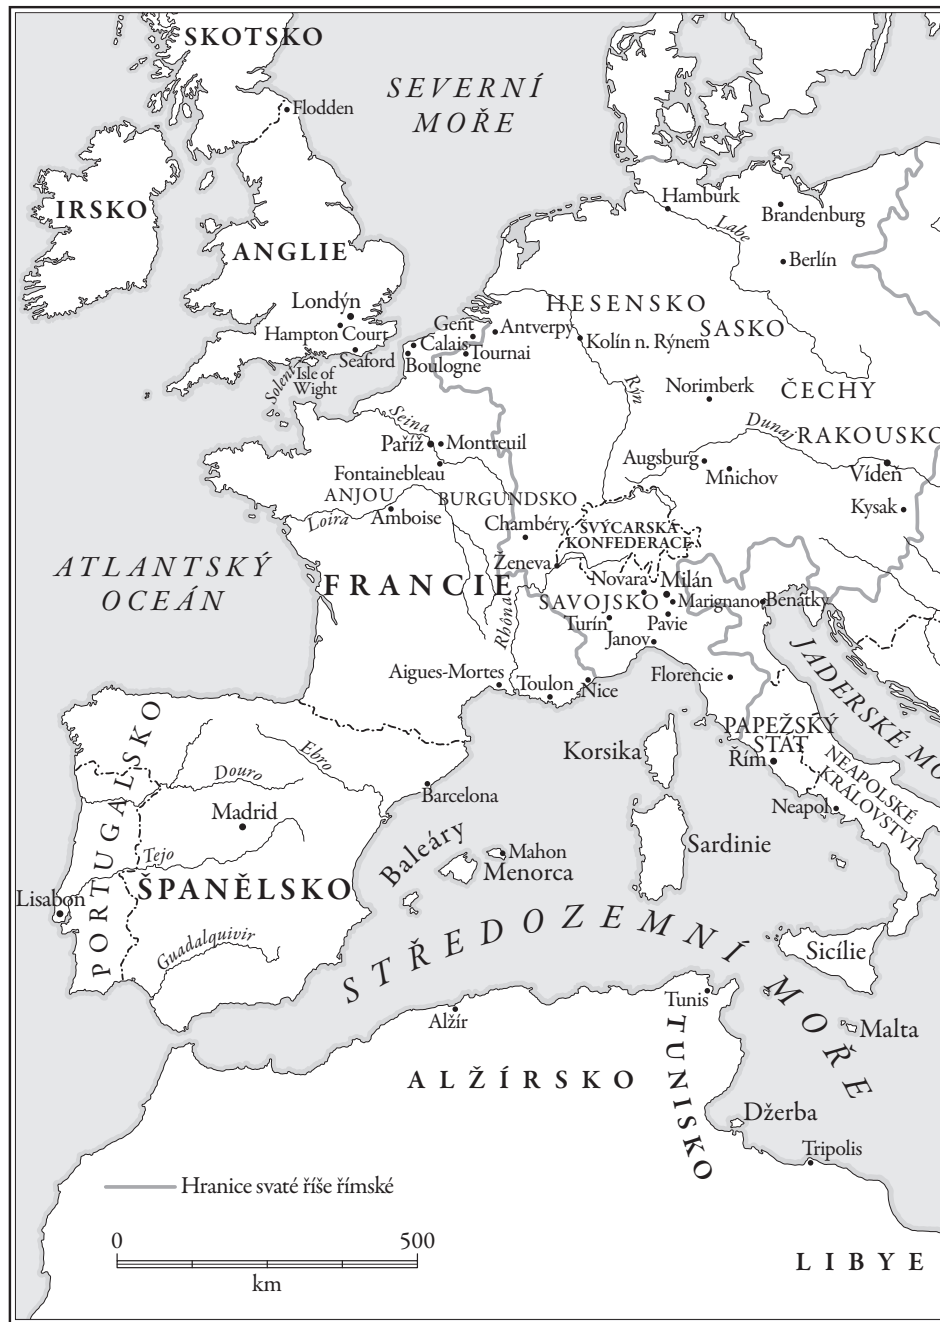 SKOTSKO
Flodden
SEVERNÍ
MOŘE
IRSKO
ANGLIE
Londýn
Hampton Court
Seaford
Isle of
Wight
Solent
Hamburk
Labe
Brandenburg
Berlín
HESENSKO
SASKO
Gent
Antverpy
Calais
Tournai
Boulogne
Kolín n. Rýnem
Rýn
Norimberk
ČECHY
Dunaj
RAKOUSKO
Augsburg
Mnichov
Vídeň
Kysak
Seina
Paříž
Montreuil
Fontainebleau
ANJOU
BURGUNDSKO
Loira
Amboise
Chambéry
ŠVÝCARSKÁ
KONFEDERACE
Ženeva
ATLANTSKÝ
OCEÁN
FRANCIE
Novara
Milán
SAVOJSKO
Marignano
Benátky
Turín
Pavie
Janov
Rhôna
Aigues-Mortes
Toulon
Nice
Florencie
JADERSKÉ MO
PAPEŽSKÝ
STÁT
Řím
NEAPOLSKÉ
KRÁLOVSTVÍ
Neapol
Korsika
Sardinie
PORTUGALSKO
Ebro
Douro
Barcelona
Madrid
Tejo
ŠPANĚLSKO
Lisabon
Guadalquivir
Baleáry
Mahon
Menorca
STŘEDOZEMNÍ MOŘE
Sicílie
Malta
Tunis
Alžír
TUNISKO
ALŽÍRSKO
Džerba
Tripolis
Hranice svaté říše římské
0 500
km
LIBYE